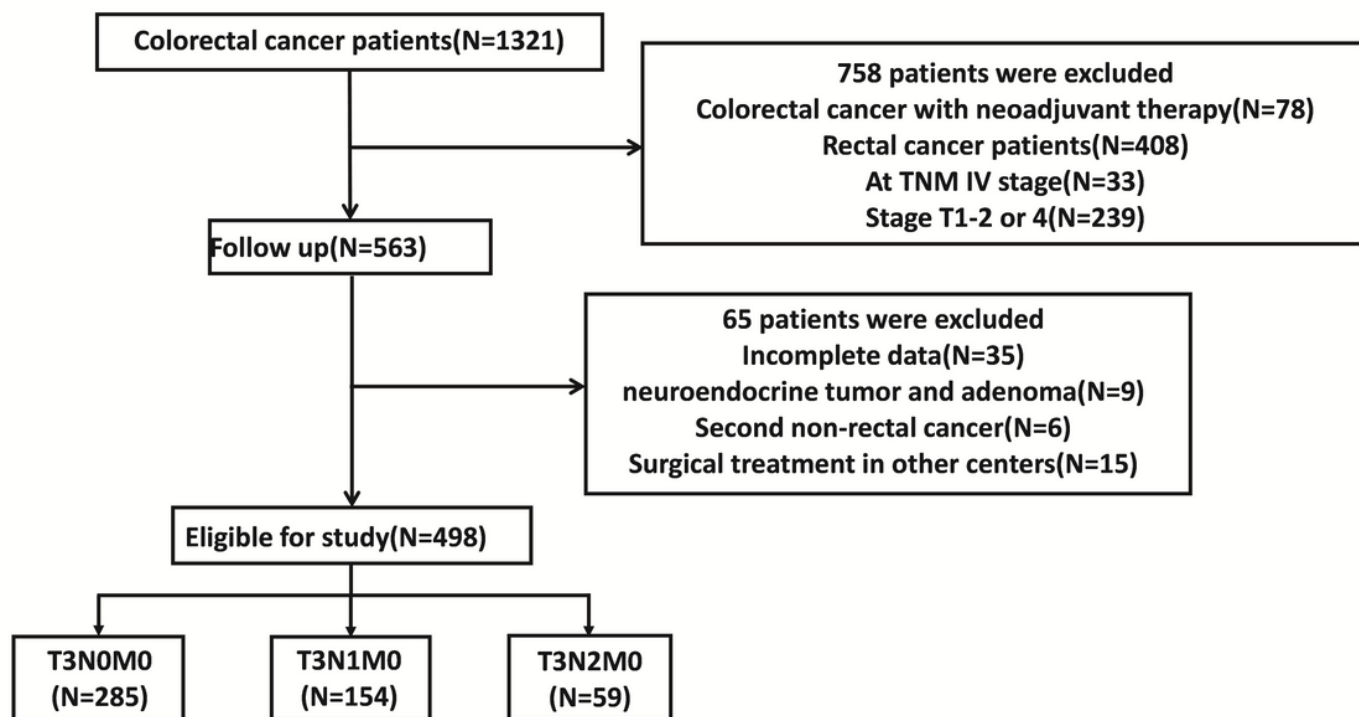 Colorectal cancer patients(N=1321)
758 patients were excluded
Colorectal cancer with neoadjuvant therapy(N=78)
Rectal cancer patients(N=408)
At TNM IV stage(N=33)
Stage T1-2 or 4(N=239)
Follow up(N=563)
65 patients were excluded
Incomplete data(N=35)
neuroendocrine tumor and adenoma(N=9)
Second non-rectal cancer(N=6)
Surgical treatment in other centers(N=15)
Eligible for study(N=498)
T3N0M0
(N=285)
T3N1M0
(N=154)
T3N2M0
(N=59)